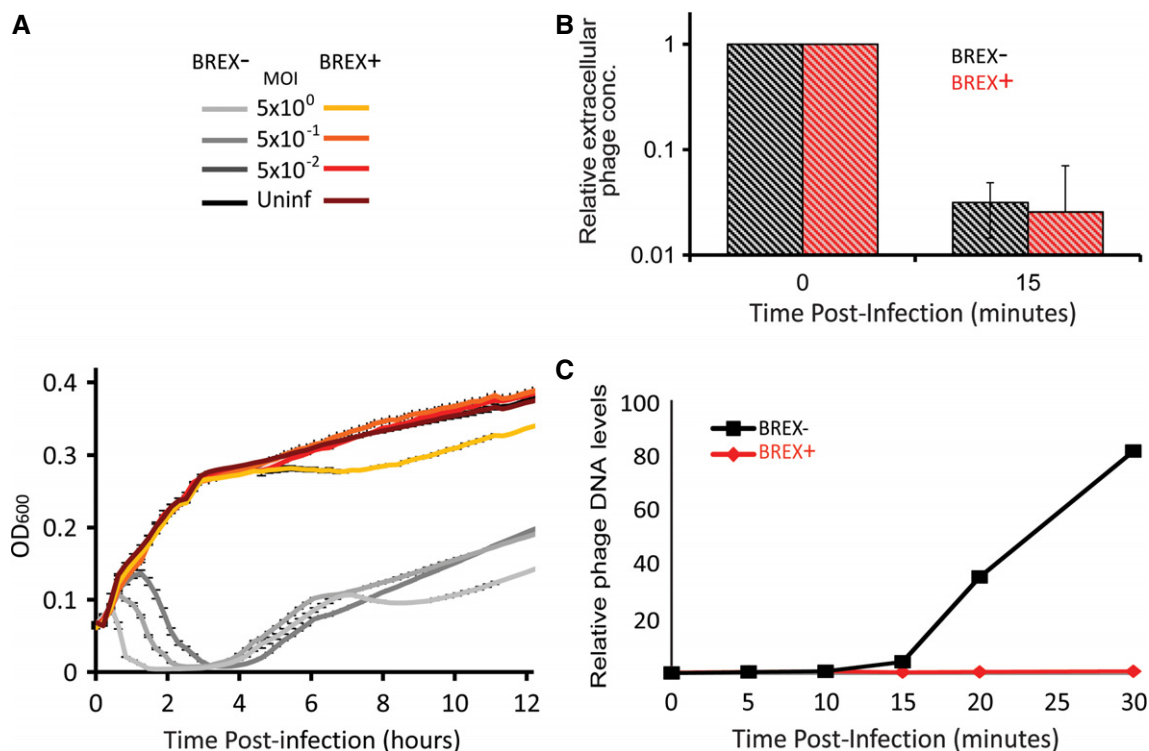 A
BREX- BREX+
MOI
5x10⁰
5x10⁻¹
5x10⁻²
Uninf
OD600
0.4
0.3
0.2
0.1
0
0 2 4 6 8 10 12
Time Post-infection (hours)
B
Relative extracellular
phage conc.
1
0.1
0.01
BREX-
BREX+
0 15
Time Post-Infection (minutes)
C
Relative phage DNA levels
100
80
60
40
20
BREX-
BREX+
0 5 10 15 20 25 30
Time Post-Infection (minutes)